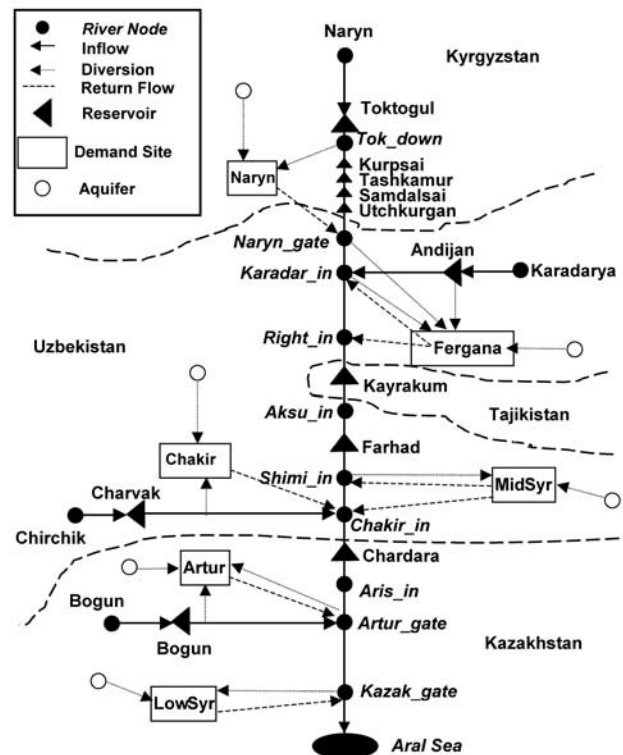 River Node
Inflow
Diversion
Return Flow
Reservoir
Demand Site
Aquifer
Naryn
Kyrgyzstan
Toktogul
Tok_down
Kurpsai
Tashkamur
Samdalsai
Utchkurgan
Naryn
Naryn_gate
Andijan
Karadar_in
Karadarya
Right_in
Fergana
Uzbekistan
Kayrakum
Aksu_in
Tajikistan
Farhad
Chakir
Shimi_in
MidSyr
Charvak
Chirchik
Chakir_in
Chardara
Artur
Aris_in
Bogun
Artur_gate
Bogun
Kazakhstan
Kazak_gate
LowSyr
Aral Sea